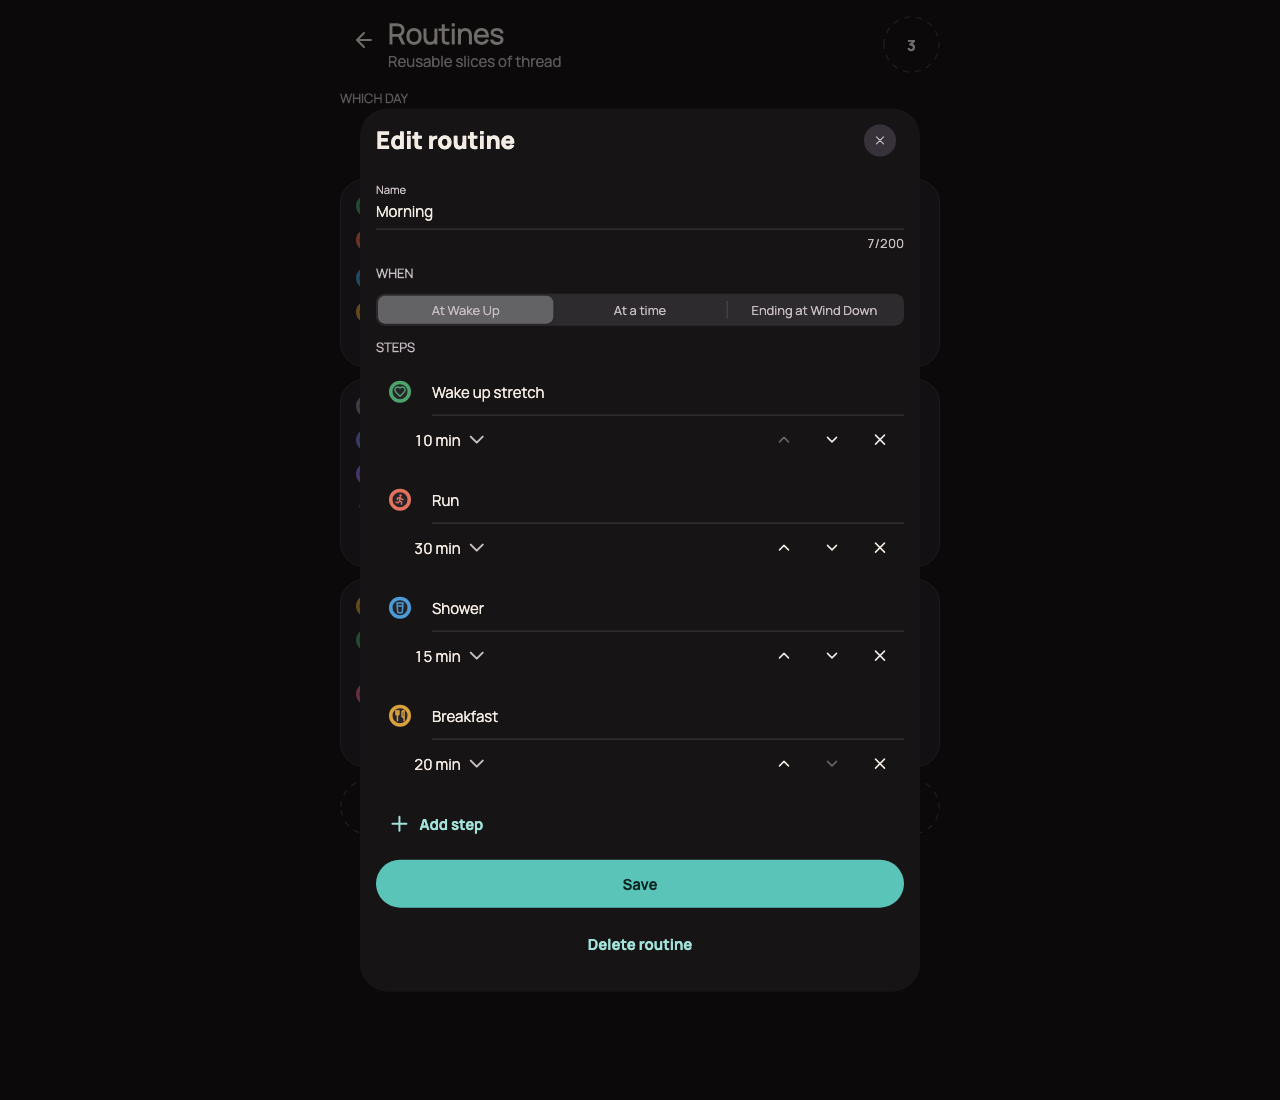 Routines
Reusable slices of thread
3
WHICH DAY
Edit routine
Name
Morning
7/200
WHEN
At Wake Up
At a time
Ending at Wind Down
STEPS
Wake up stretch
10 min
Run
30 min
Shower
15 min
Breakfast
20 min
Add step
Save
Delete routine